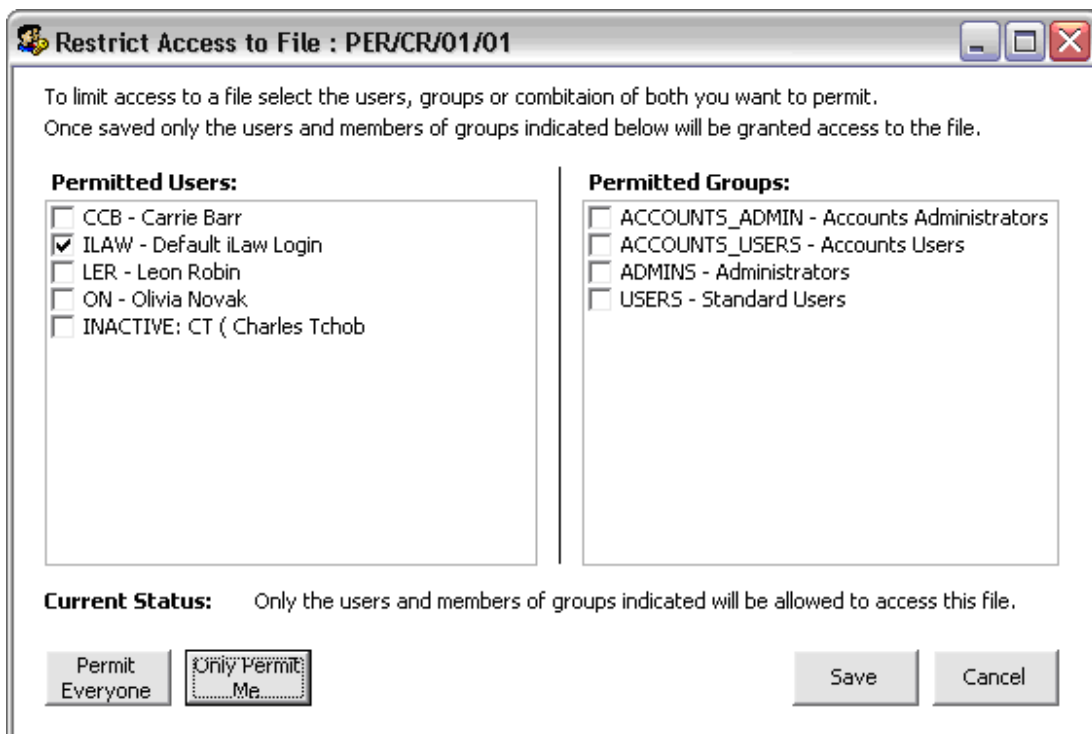 Restrict Access to File : PER/CR/01/01
To limit access to a file select the users, groups or combitaion of both you want to permit.
Once saved only the users and members of groups indicated below will be granted access to the file.
Permitted Users:
CCB - Carrie Barr
ILAW - Default iLaw Login
LER - Leon Robin
ON - Olivia Novak
INACTIVE: CT ( Charles Tchob
Permitted Groups:
ACCOUNTS_ADMIN - Accounts Administrators
ACCOUNTS_USERS - Accounts Users
ADMINS - Administrators
USERS - Standard Users
Current Status: Only the users and members of groups indicated will be allowed to access this file.
Permit
Everyone
Only Permit
Me
Save
Cancel